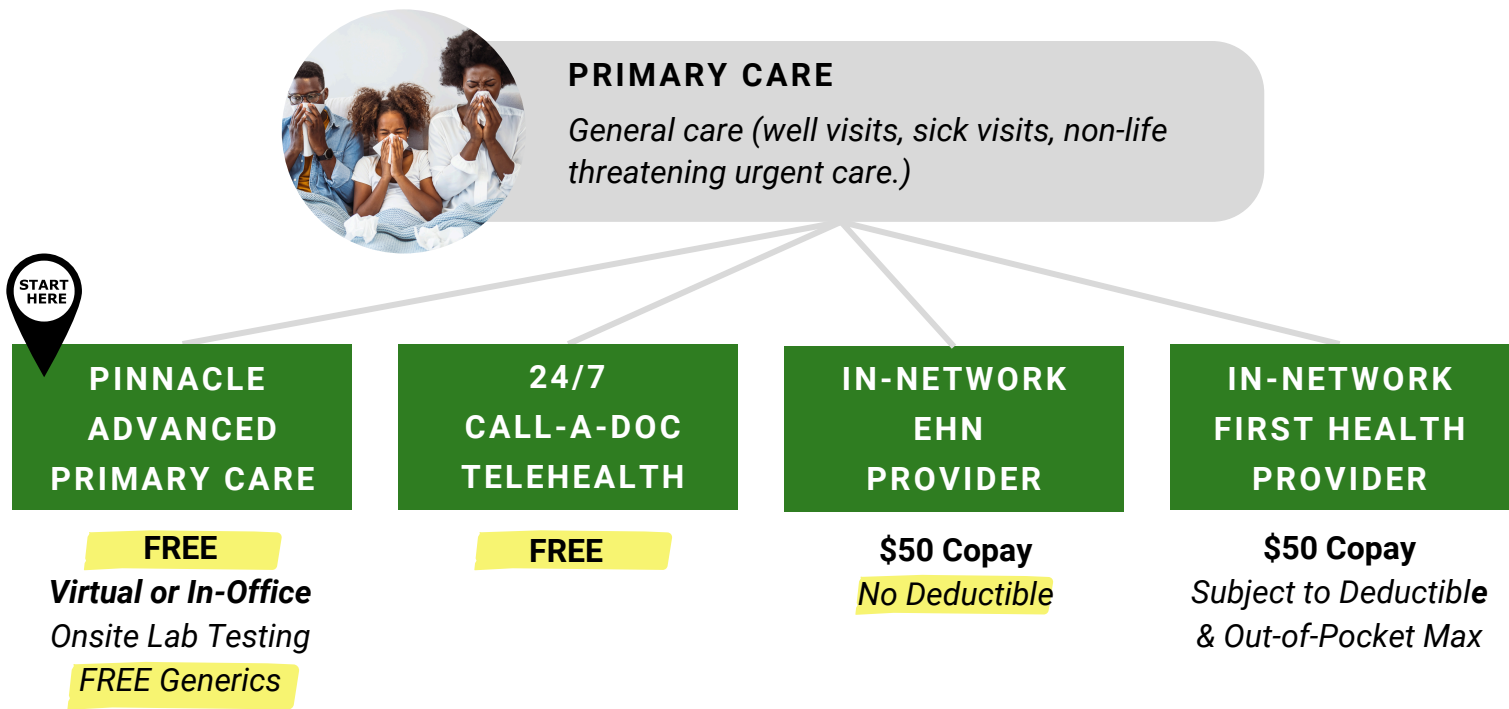 PRIMARY CARE
General care (well visits, sick visits, non-life
threatening urgent care.)
START
HERE
PINNACLE
ADVANCED
PRIMARY CARE
FREE
Virtual or In-Office
Onsite Lab Testing
FREE Generics
24/7
CALL-A-DOC
TELEHEALTH
FREE
IN-NETWORK
EHN
PROVIDER
$50 Copay
No Deductible
IN-NETWORK
FIRST HEALTH
PROVIDER
$50 Copay
Subject to Deductible
& Out-of-Pocket Max